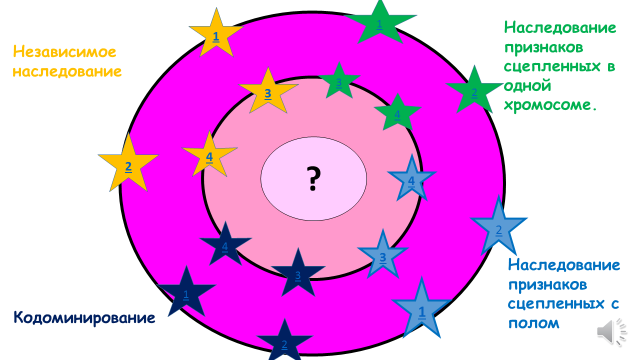 Независимое
наследование
Наследование
признаков
сцепленных в
одной
хромосоме.
1
1
2
3
3
4
2
4
?
4
2
4
3
3
1
1
2
Кодоминирование
Наследование
признаков
сцепленных с
полом